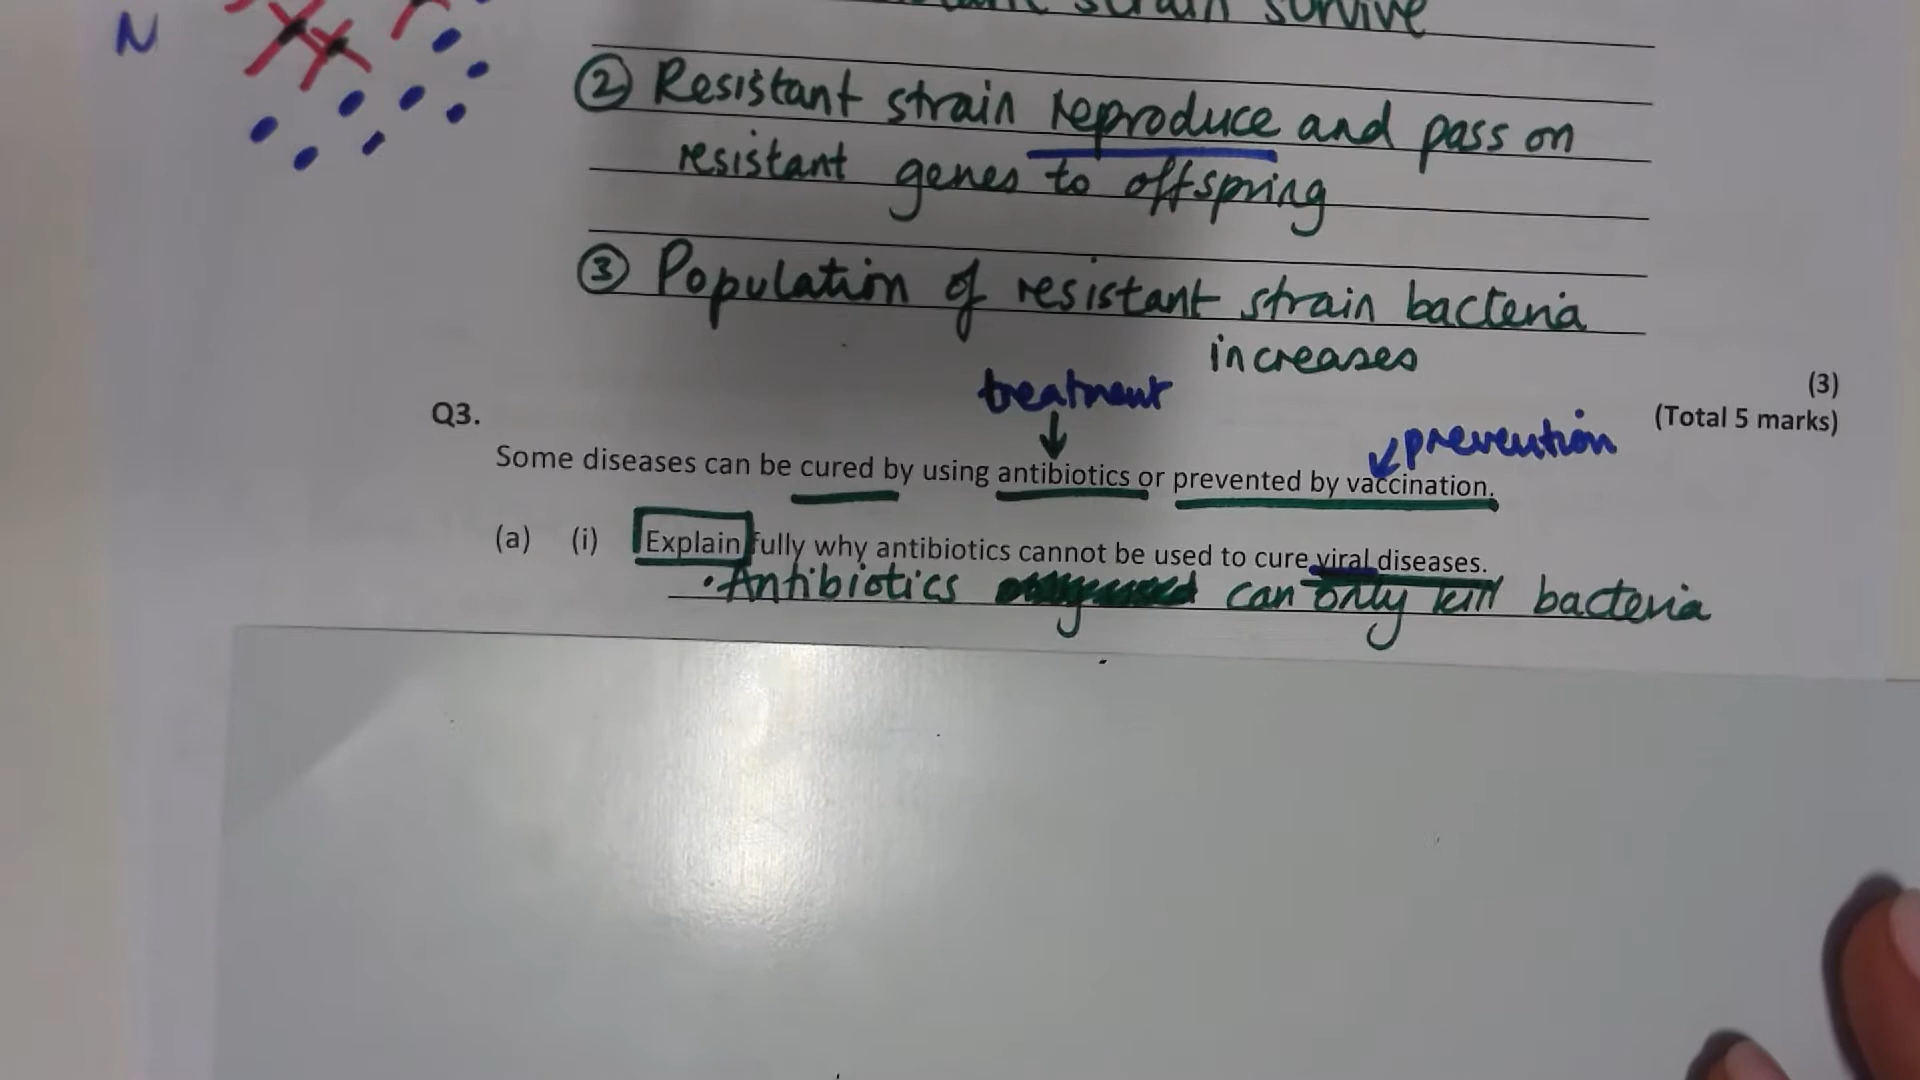 N
strain survive
② Resistant strain reproduce and pass on
resistant genes to offspring
③ Population of resistant strain bacteria
increases
(3)
(Total 5 marks)
treatment
prevention
Q3.
Some diseases can be cured by using antibiotics or prevented by vaccination.
(a) (i) Explain fully why antibiotics cannot be used to cure viral diseases.
• Antibiotics can only kill bacteria